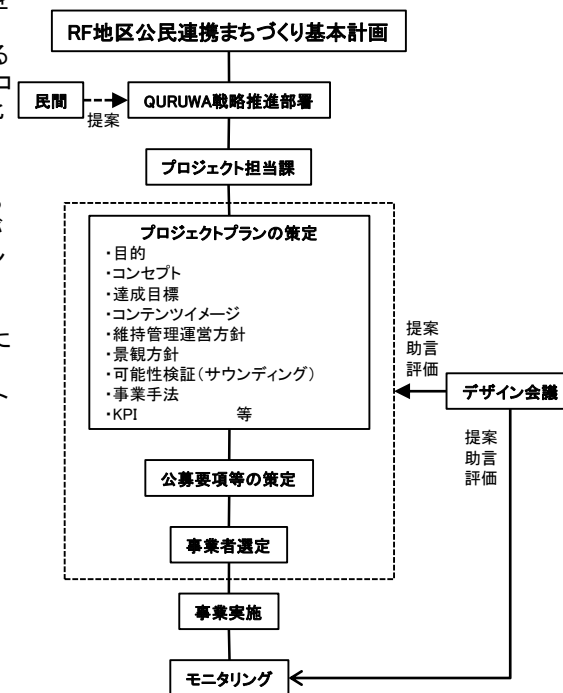 RF地区公民連携まちづくり基本計画
民間
提案
QURUWA戦略推進部署
プロジェクト担当課
プロジェクトプランの策定
・目的
・コンセプト
・達成目標
・コンテンツイメージ
・維持管理運営方針
・景観方針
・可能性検証(サウンディング)
・事業手法
・KPI 等
提案
助言
評価
デザイン会議
提案
助言
評価
公募要項等の策定
事業者選定
事業実施
モニタリング